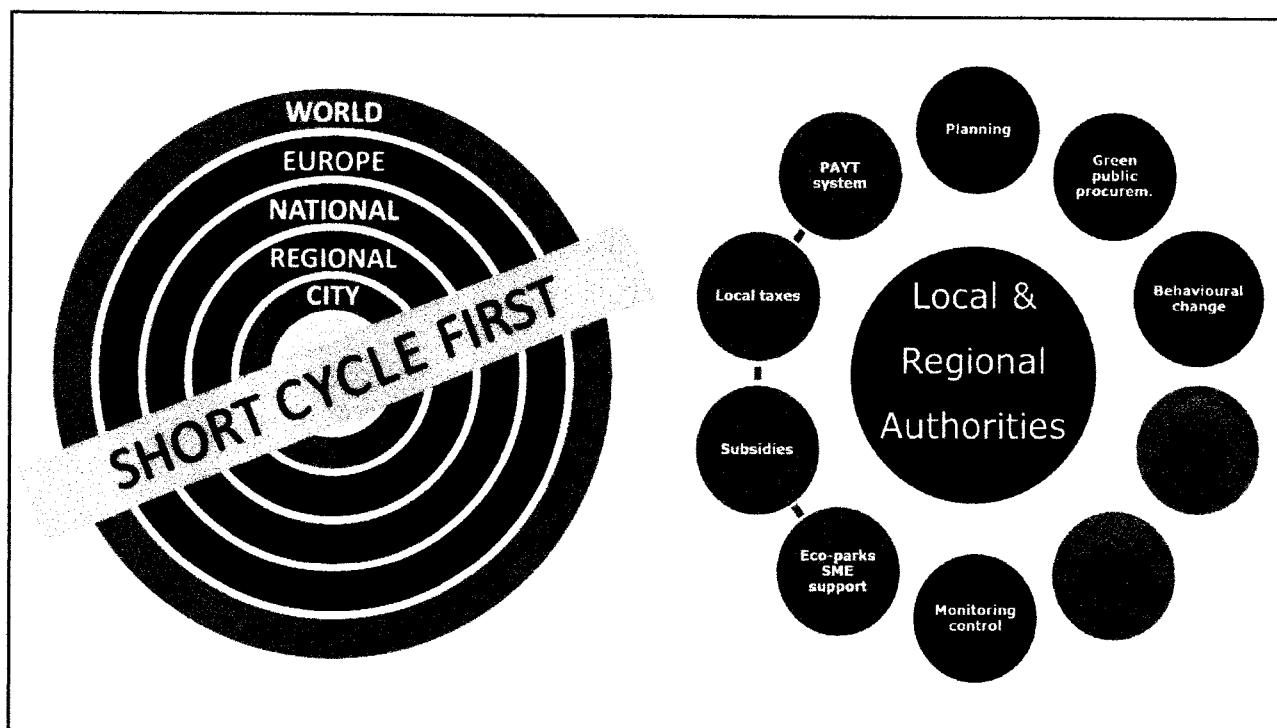 WORLD
EUROPE
NATIONAL
REGIONAL
CITY
SHORT CYCLE FIRST
Planning
Green
public
procurem.
Behavioural
change
Monitoring
control
Eco-parks
SME
support
Subsidies
Local taxes
PAYT
system
Local &
Regional
Authorities